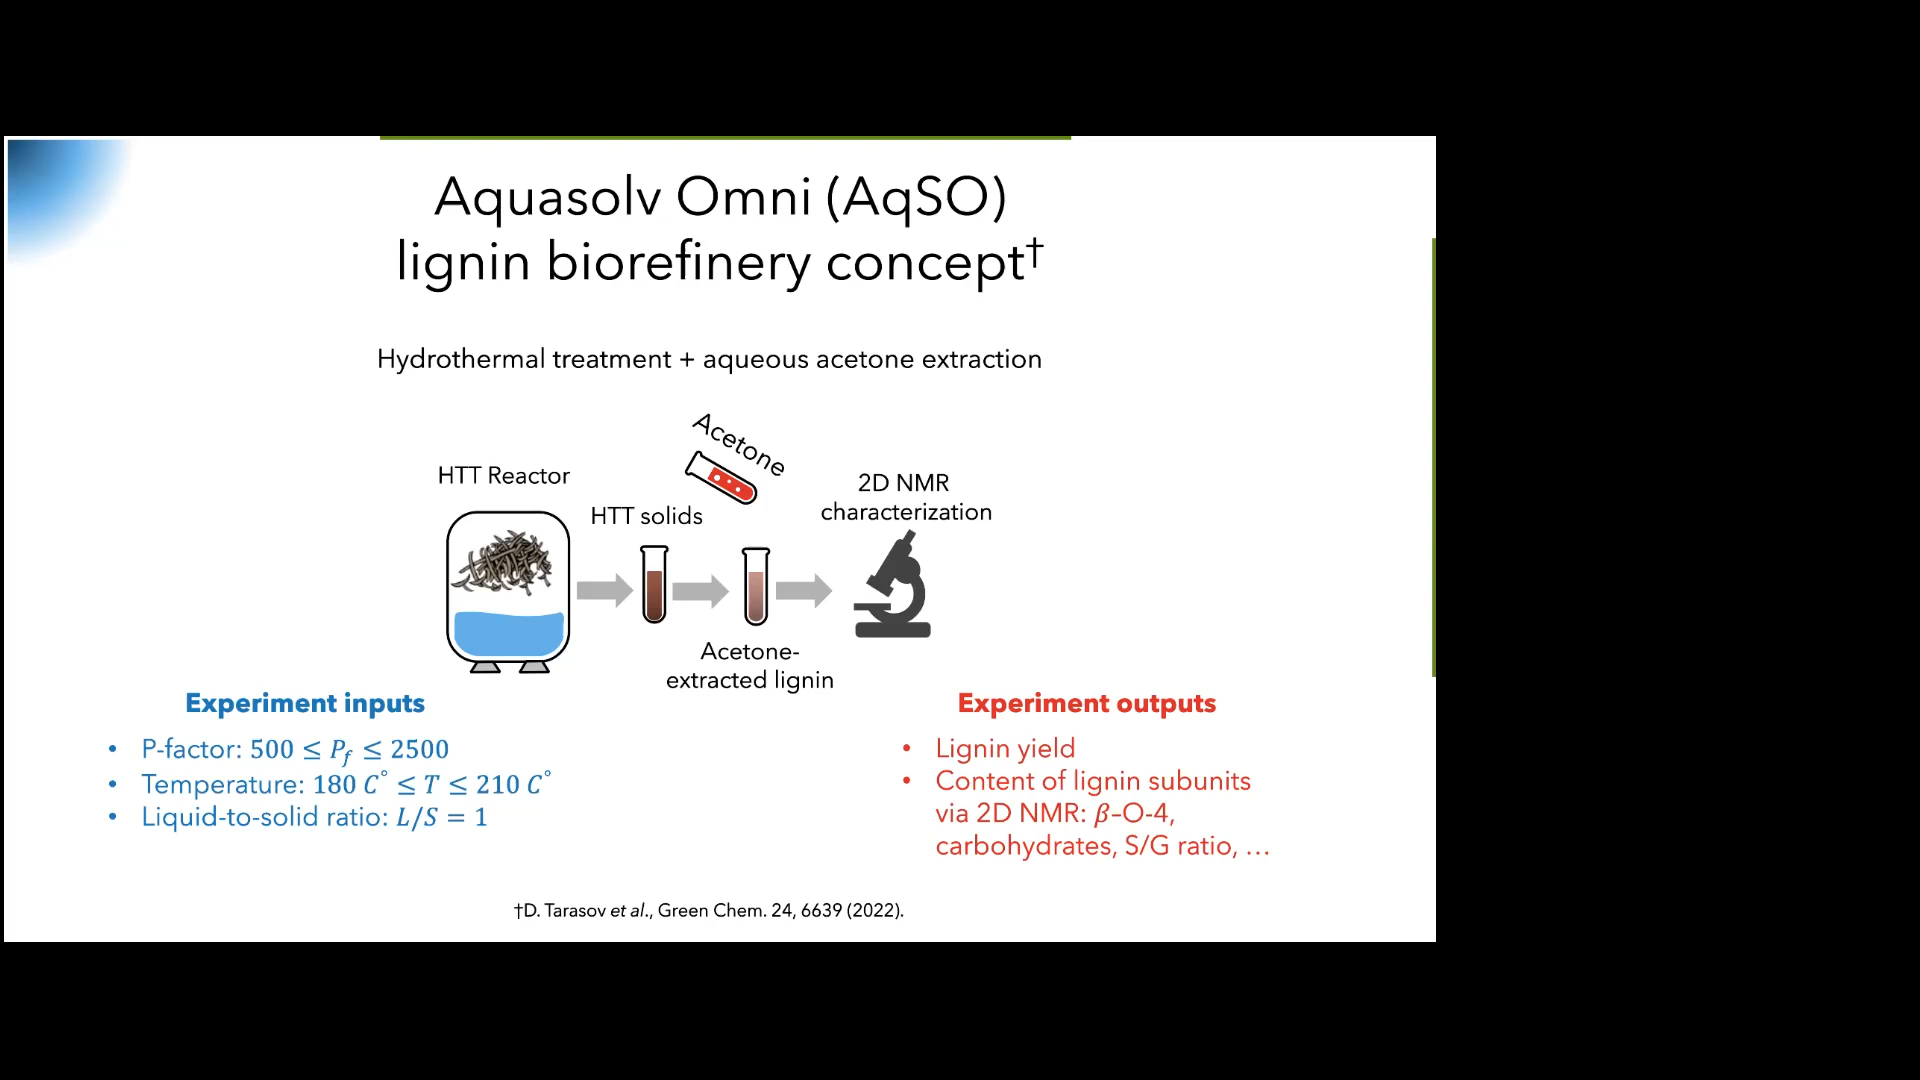 Aquasolv Omni (AqSO)
lignin biorefinery concept†
Hydrothermal treatment + aqueous acetone extraction
Acetone
HTT Reactor
HTT solids
2D NMR
characterization
Acetone-
extracted lignin
Experiment inputs
• P-factor: 500 ≤ P_f ≤ 2500
• Temperature: 180 C° ≤ T ≤ 210 C°
• Liquid-to-solid ratio: L/S = 1
Experiment outputs
• Lignin yield
• Content of lignin subunits
via 2D NMR: β–O-4,
carbohydrates, S/G ratio, …
†D. Tarasov et al., Green Chem. 24, 6639 (2022).